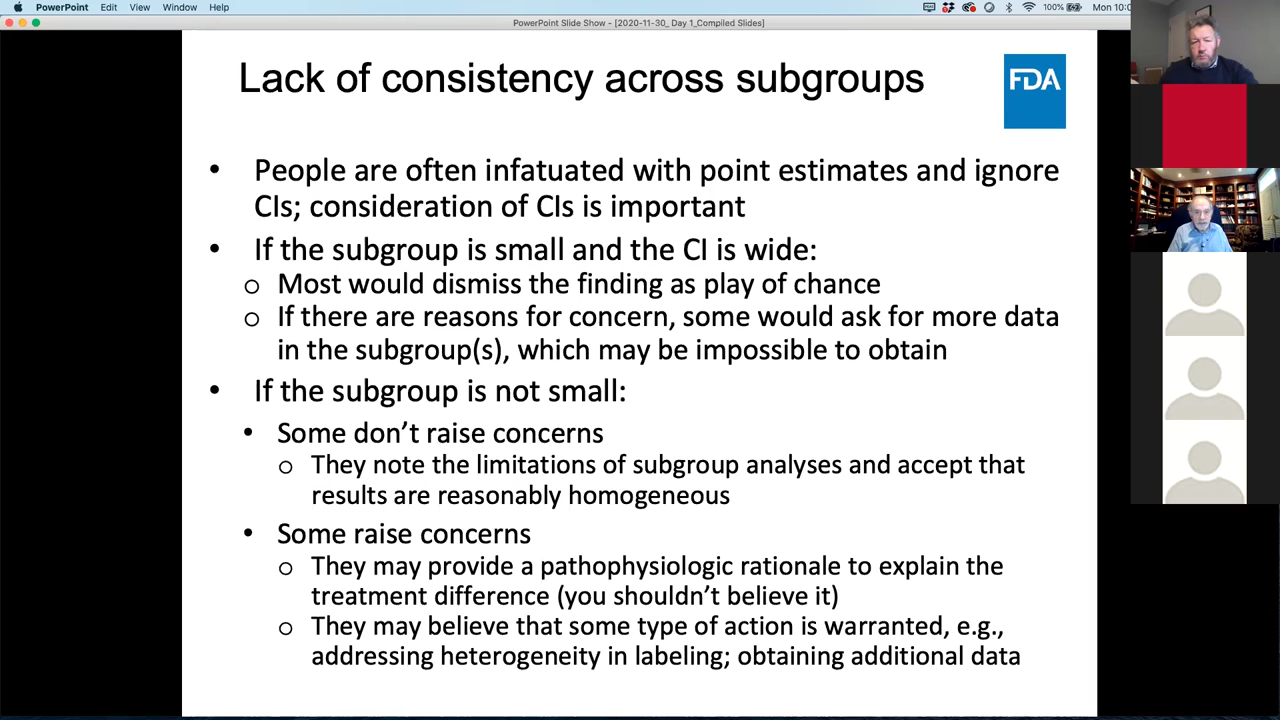 PowerPoint File Edit View Window Help 100% Mon 10:0
PowerPoint Slide Show - [2020-11-30_ Day 1_Compiled Slides]
Lack of consistency across subgroups
FDA
• People are often infatuated with point estimates and ignore
CIs; consideration of CIs is important
• If the subgroup is small and the CI is wide:
o Most would dismiss the finding as play of chance
o If there are reasons for concern, some would ask for more data
in the subgroup(s), which may be impossible to obtain
• If the subgroup is not small:
• Some don’t raise concerns
o They note the limitations of subgroup analyses and accept that
results are reasonably homogeneous
• Some raise concerns
o They may provide a pathophysiologic rationale to explain the
treatment difference (you shouldn’t believe it)
o They may believe that some type of action is warranted, e.g.,
addressing heterogeneity in labeling; obtaining additional data